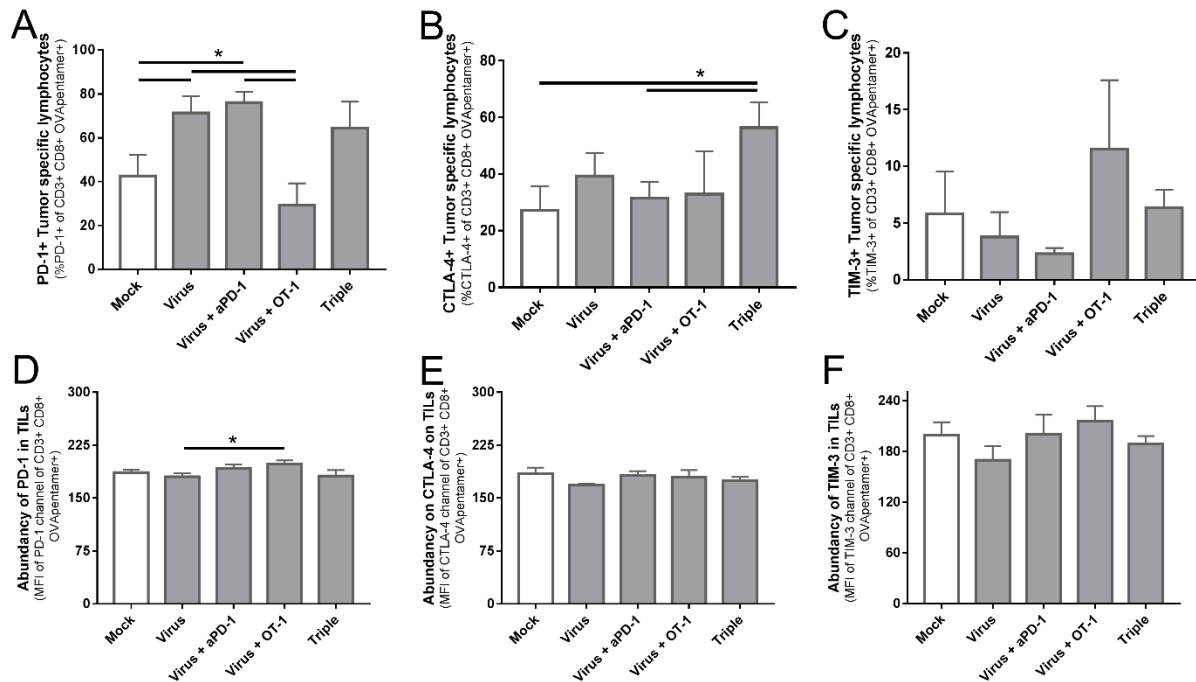 A
PD-1+ Tumor specific lymphocytes
(%PD-1+ of CD3+ CD8+ OVApentamer+)
100
80
60
40
20
0
*
Mock
Virus
Virus + aPD-1
Virus + OT-1
Triple
B
CTLA-4+ Tumor specific lymphocytes
(%CTLA-4+ of CD3+ CD8+ OVApentamer+)
80
60
40
20
0
*
Mock
Virus
Virus + aPD-1
Virus + OT-1
Triple
C
TIM-3+ Tumor specific lymphocytes
(%TIM-3+ of CD3+ CD8+ OVApentamer+)
20
15
10
5
0
Mock
Virus
Virus + aPD-1
Virus + OT-1
Triple
D
Abundancy of PD-1 in TILs
(MFI of PD-1 channel of CD3+ CD8+
OVApentamer+)
300
225
150
75
0
*
Mock
Virus
Virus + aPD-1
Virus + OT-1
Triple
E
Abundancy on CTLA-4 on TILs
(MFI of CTLA-4 channel of CD3+ CD8+
OVApentamer+)
300
225
150
75
0
Mock
Virus
Virus + aPD-1
Virus + OT-1
Triple
F
Abundancy of TIM-3 in TILs
(MFI of TIM-3 channel of CD3+ CD8+
OVApentamer+)
240
180
120
60
0
Mock
Virus
Virus + aPD-1
Virus + OT-1
Triple